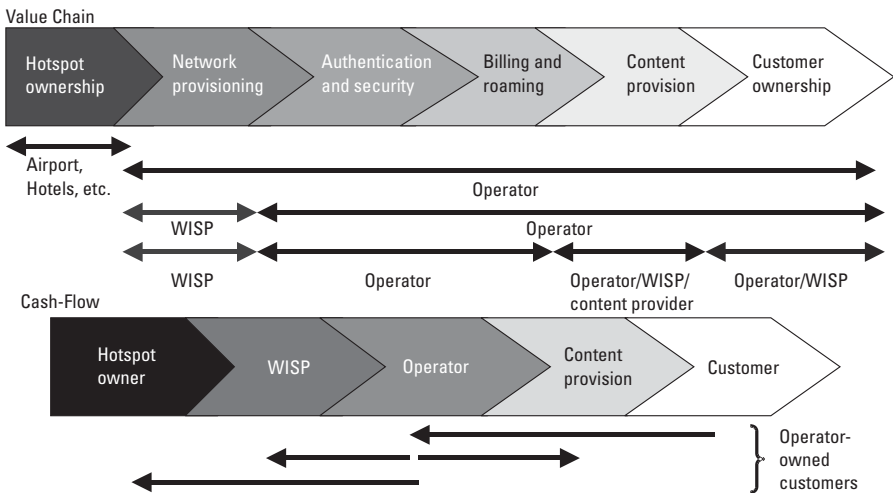 Value Chain
Hotspot
ownership
Network
provisioning
Authentication
and security
Billing and
roaming
Content
provision
Customer
ownership
Airport,
Hotels, etc.
Operator
WISP
Operator
WISP
Operator
Operator/WISP/
content provider
Operator/WISP
Cash-Flow
Hotspot
owner
WISP
Operator
Content
provision
Customer
Operator-
owned
customers